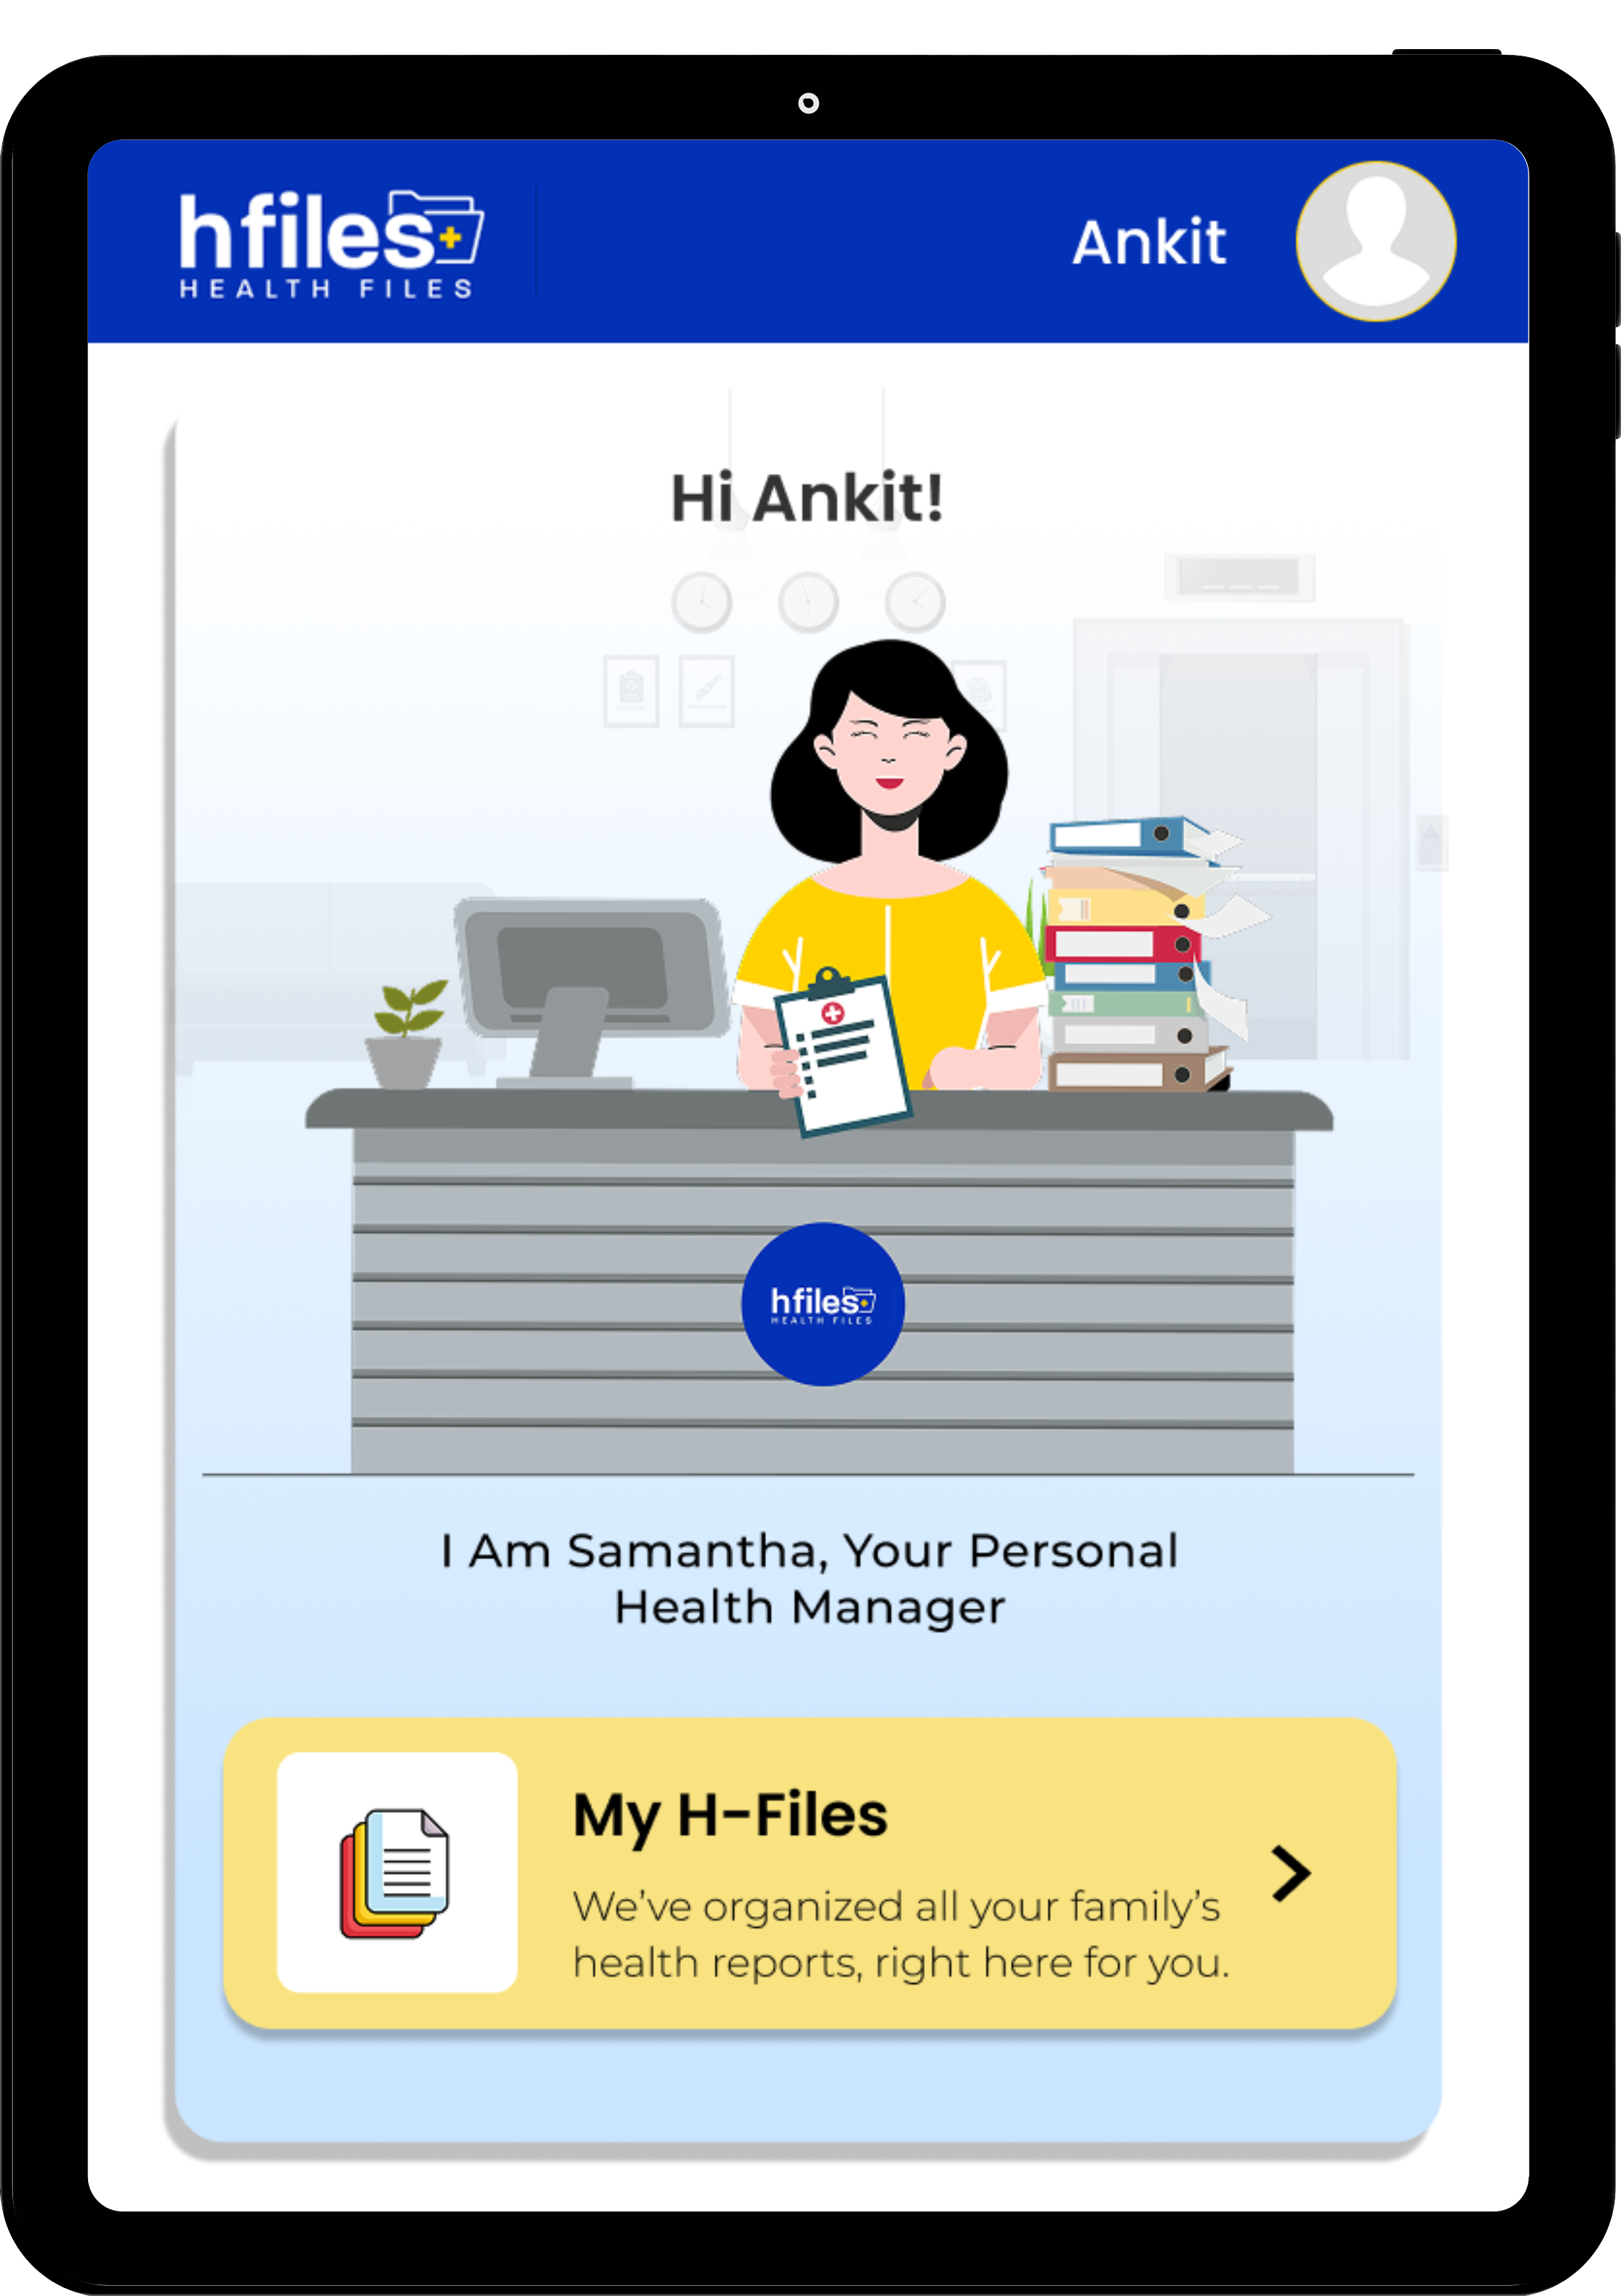 hfiles
HEALTH FILES
Ankit
Hi Ankit!
hfiles
HEALTH FILES
I Am Samantha, Your Personal
Health Manager
My H-Files
We’ve organized all your family’s
health reports, right here for you.